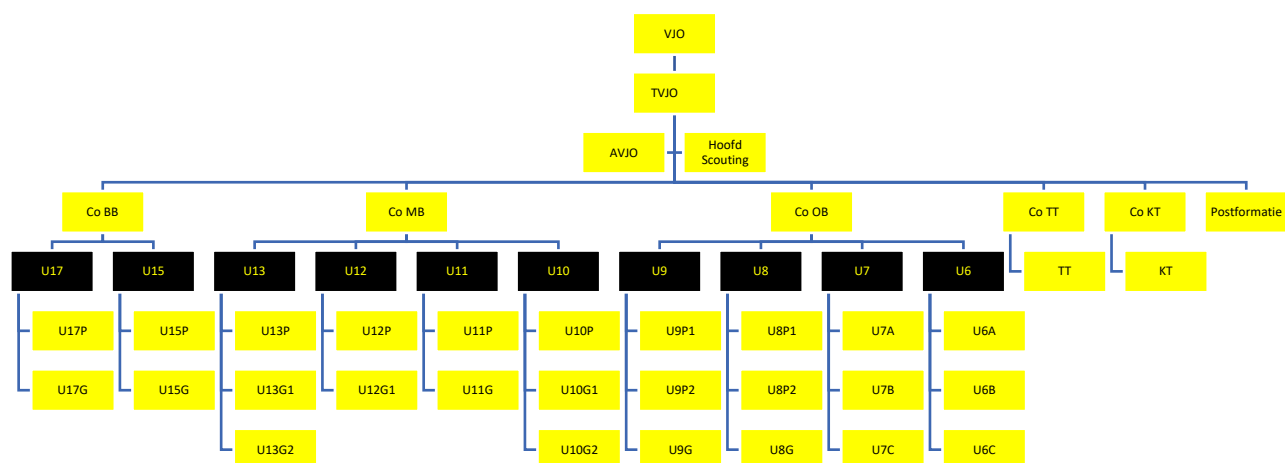 VJO
TVJO
AVJO
Hoofd
Scouting
Co BB
Co MB
Co OB
Co TT
Co KT
Postformatie
U17
U15
U13
U12
U11
U10
U9
U8
U7
U6
TT
KT
U17P
U15P
U13P
U12P
U11P
U10P
U9P1
U8P1
U7A
U6A
U17G
U15G
U13G1
U12G1
U11G
U10G1
U9P2
U8P2
U7B
U6B
U13G2
U10G2
U9G
U8G
U7C
U6C